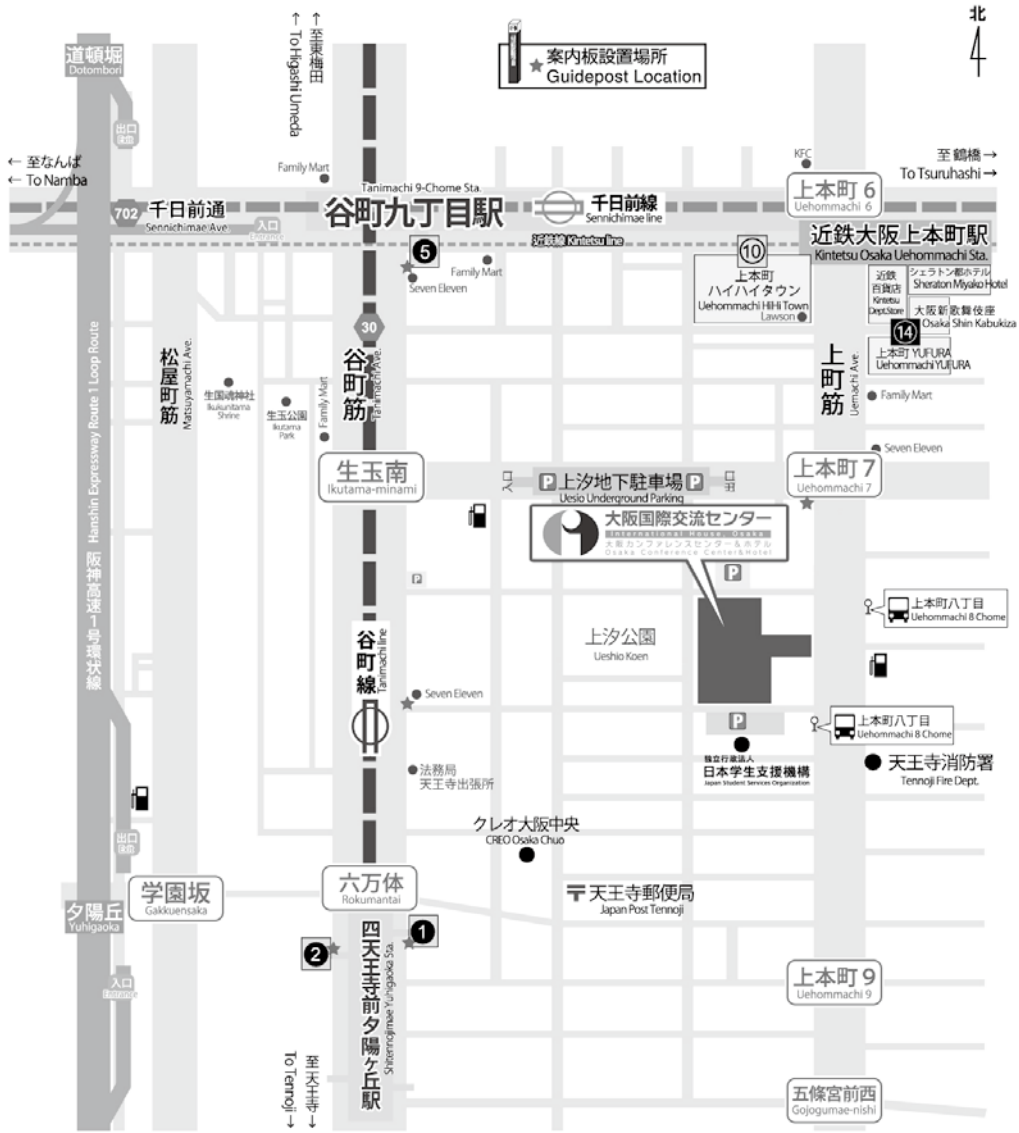 北
道頓堀
Dotombori
← 至東梅田
← To Higashi Umeda
★ 案内板設置場所
Guidepost Location
出口
← 至なんば
← To Namba
Family Mart
KFC
至 鶴橋 →
To Tsuruhashi →
702
千日前通
Sennichimae Ave.
入口
Entrance
Tanimachi 9-Chome Sta.
谷町九丁目駅
千日前線
Sennichimae line
上本町 6
Uehommachi 6
近鉄線 Kintetsu line
近鉄大阪上本町駅
Kintetsu Osaka Uehommachi Sta.
5
Family Mart
Seven Eleven
10
上本町
ハイハイタウン
Uehommachi HiHi Town
Lawson
近鉄
百貨店
Kintetsu
Dept.Store
シェラトン都ホテル
Sheraton Miyako Hotel
大阪新歌舞伎座
Osaka Shin Kabukiza
14
上本町 YUFURA
Uehommachi YUFURA
30
谷町筋
Tanimachi Ave.
松屋町筋
Matsuyamachi Ave.
上町筋
Uemachi Ave.
Hanshin Expressway Route 1 Loop Route
阪神高速1号環状線
生国魂神社
Ikukunitama
Shrine
生玉公園
Ikutama
Park
Family Mart
Family Mart
Seven Eleven
生玉南
Ikutama-minami
入口
P 上汐地下駐車場 P
Uesio Underground Parking
出口
上本町 7
Uehommachi 7
大阪国際交流センター
International House, Osaka
大阪カンファレンスセンター&ホテル
Osaka Conference Center&Hotel
P
P
上本町八丁目
Uehommachi 8 Chome
上汐公園
Ueshio Koen
谷町線
Tanimachi line
Seven Eleven
P
上本町八丁目
Uehommachi 8 Chome
独立行政法人
日本学生支援機構
Japan Student Services Organization
天王寺消防署
Tennoji Fire Dept.
法務局
天王寺出張所
クレオ大阪中央
CREO Osaka Chuo
出口
学園坂
Gakkuensaka
六万体
Rokumantai
〒天王寺郵便局
Japan Post Tennoji
夕陽丘
Yuhigaoka
2
1
四天王寺前夕陽ヶ丘駅
Shitennojimae Yuhigaoka Sta.
入口
Entrance
上本町 9
Uehommachi 9
至天王寺→
To Tennoji →
五條宮前西
Gojogumae-nishi